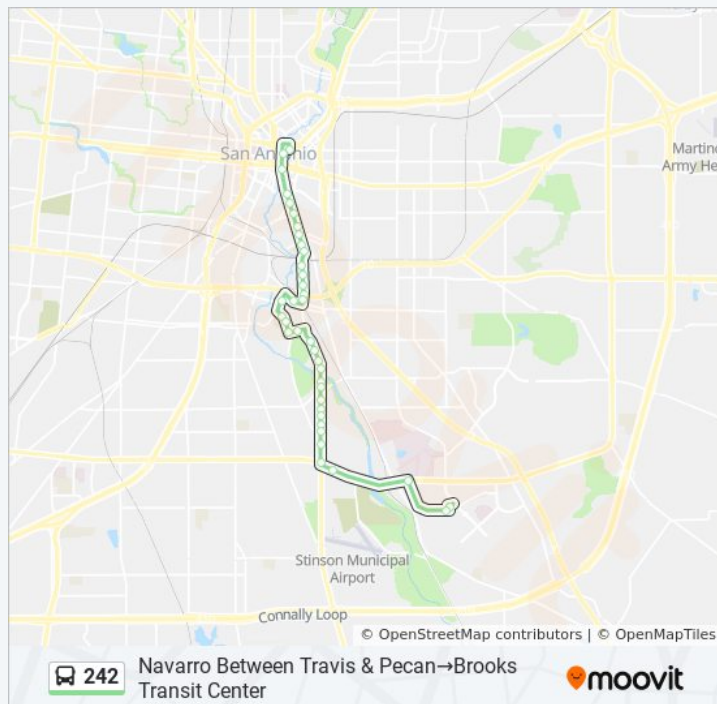 San Antonio
Martin
Army He
Stinson Municipal
Airport
Connally Loop
© OpenStreetMap contributors | © OpenMapTiles
242
Navarro Between Travis & Pecan→Brooks
Transit Center
moovit